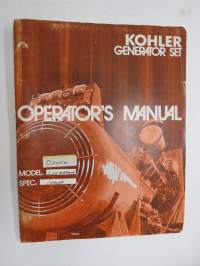 KOHLER
GENERATOR SET
OPERATOR'S MANUAL
MODEL
SPEC.